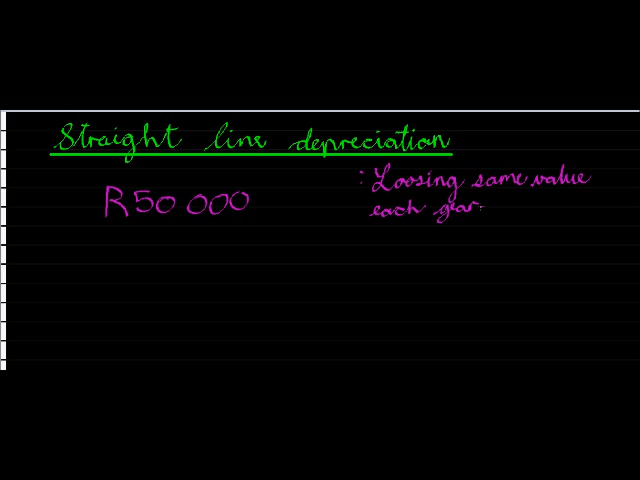 Straight line depreciation
: Loosing same value
R50 000
each year